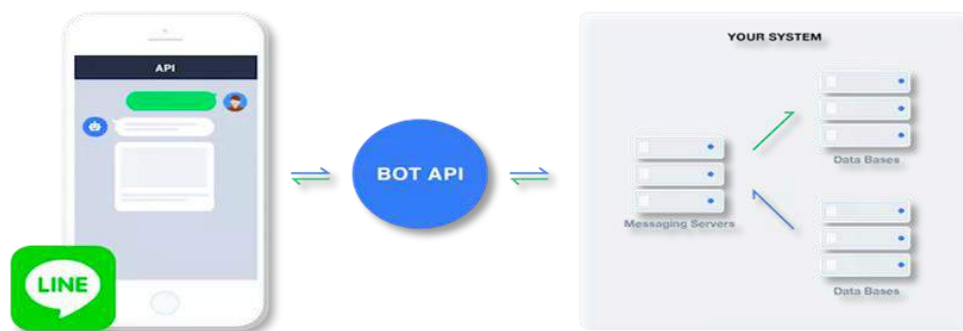 API
LINE
BOT API
YOUR SYSTEM
Messaging Servers
Data Bases
Data Bases